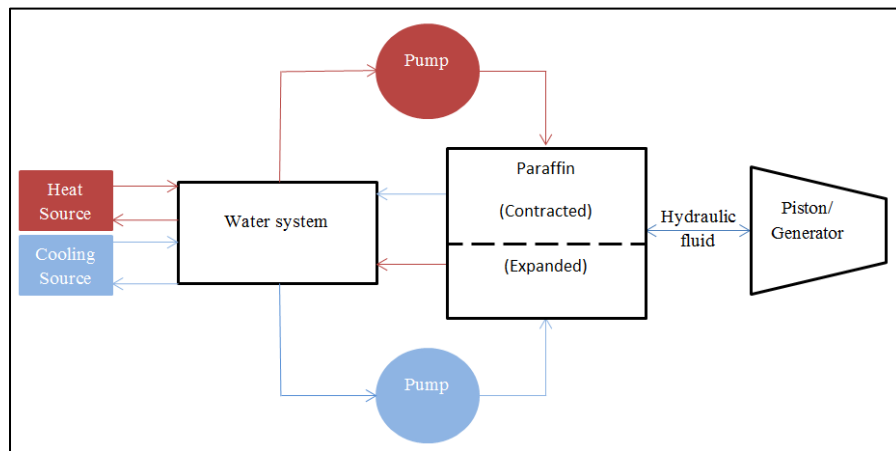 Pump
Heat
Source
Cooling
Source
Water system
Paraffin
(Contracted)
(Expanded)
Hydraulic
fluid
Piston/
Generator
Pump